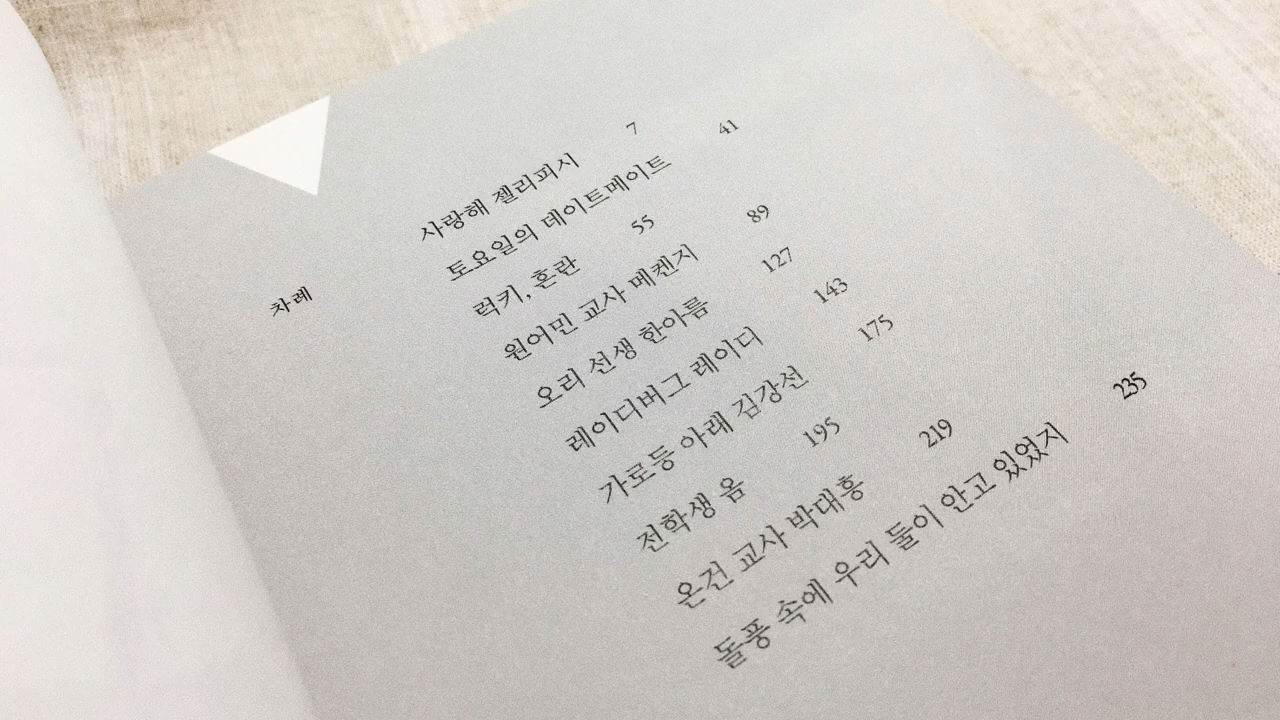 차례
사랑해 젤리피시 7
토요일의 데이트메이트 41
럭키, 혼란 55
원어민 교사 메켄지 89
오리 선생 한아름 127
레이디버그 레이디 143
가로등 아래 김강선 175
전학생 옴 195
온건 교사 박대흥 219
돌풍 속에 우리 둘이 안고 있었지 235